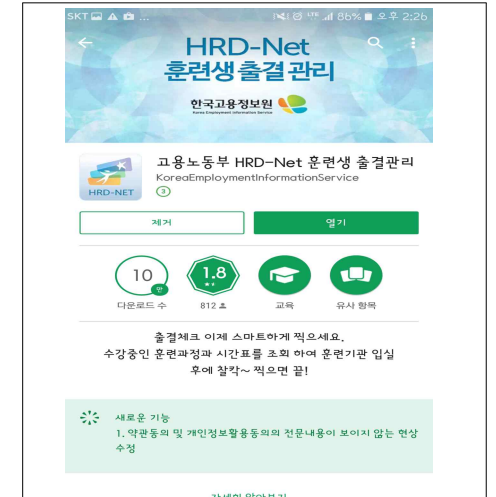 SKT ... LTE 86% 오후 2:26
HRD-Net
훈련생 출결 관리
한국고용정보원
Korea Employment Information Service
HRD-NET
고용노동부 HRD-Net 훈련생 출결관리
KoreaEmploymentInformationService
3
제거
열기
10
만
다운로드 수
1.8
812
교육
유사 항목
출결체크 이제 스마트하게 찍으세요.
수강중인 훈련과정과 시간표를 조회 하여 훈련기관 입실
후에 찰칵~ 찍으면 끝!
새로운 기능
1. 약관동의 및 개인정보활용동의의 전문내용이 보이지 않는 현상
수정